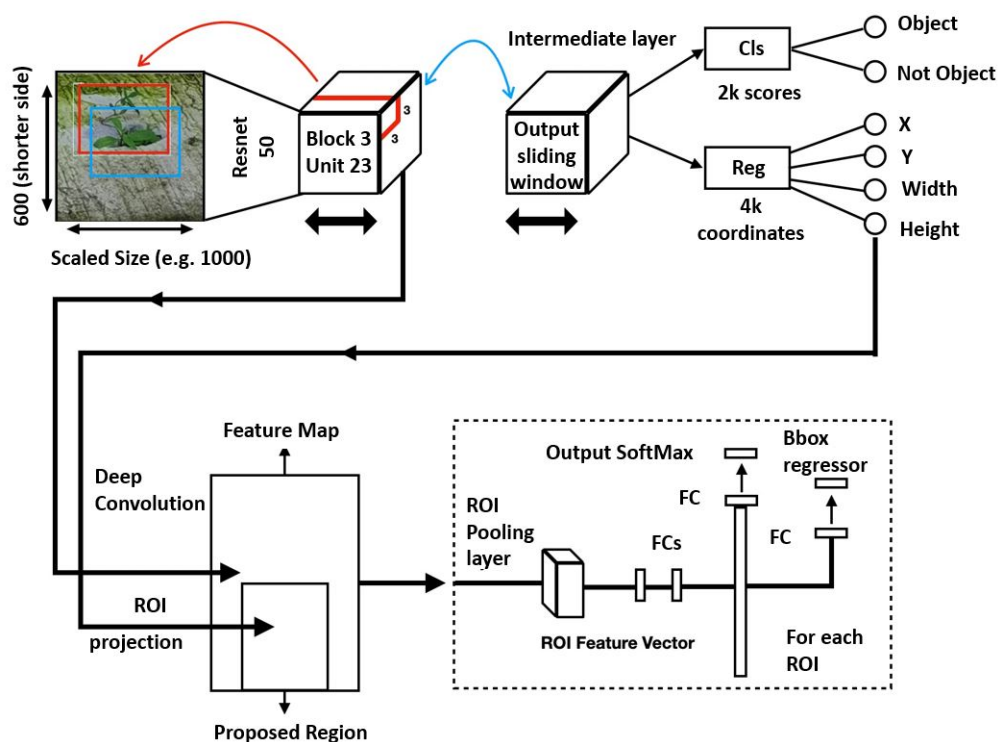 600 (shorter side)
Scaled Size (e.g. 1000)
Resnet
50
Block 3
Unit 23
3
3
Intermediate layer
Output
sliding
window
Cls
2k scores
Object
Not Object
Reg
4k
coordinates
X
Y
Width
Height
Feature Map
Deep
Convolution
ROI
projection
Proposed Region
ROI
Pooling
layer
ROI Feature Vector
FCs
Output SoftMax
FC
Bbox
regressor
FC
For each
ROI